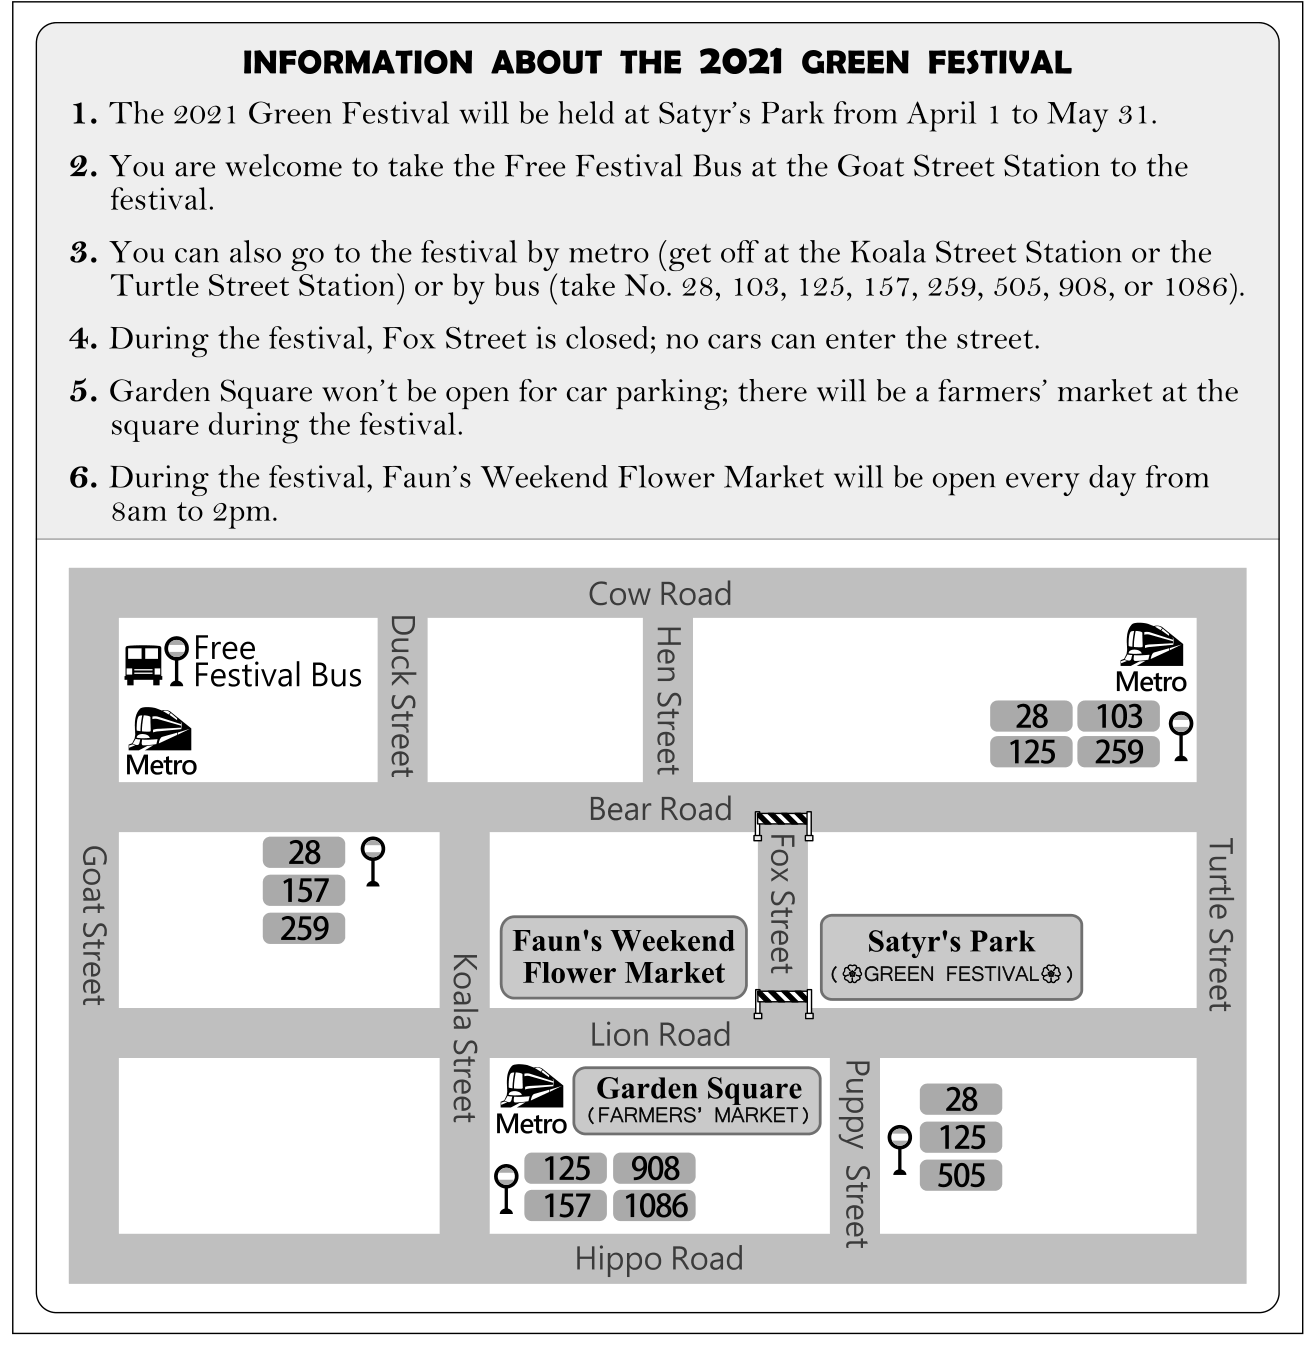 INFORMATION ABOUT THE 2021 GREEN FESTIVAL
1. The 2021 Green Festival will be held at Satyr's Park from April 1 to May 31.
2. You are welcome to take the Free Festival Bus at the Goat Street Station to the
festival.
3. You can also go to the festival by metro (get off at the Koala Street Station or the
Turtle Street Station) or by bus (take No. 28, 103, 125, 157, 259, 505, 908, or 1086).
4. During the festival, Fox Street is closed; no cars can enter the street.
5. Garden Square won't be open for car parking; there will be a farmers' market at the
square during the festival.
6. During the festival, Faun's Weekend Flower Market will be open every day from
8am to 2pm.
Cow Road
Free
Festival Bus
Metro
Duck Street
Hen Street
Metro
28 103
125 259
Bear Road
Goat Street
28
157
259
Koala Street
Faun's Weekend
Flower Market
Fox Street
Satyr's Park
(GREEN FESTIVAL)
Turtle Street
Lion Road
Metro
Garden Square
(FARMERS' MARKET)
125 908
157 1086
Puppy Street
28
125
505
Hippo Road